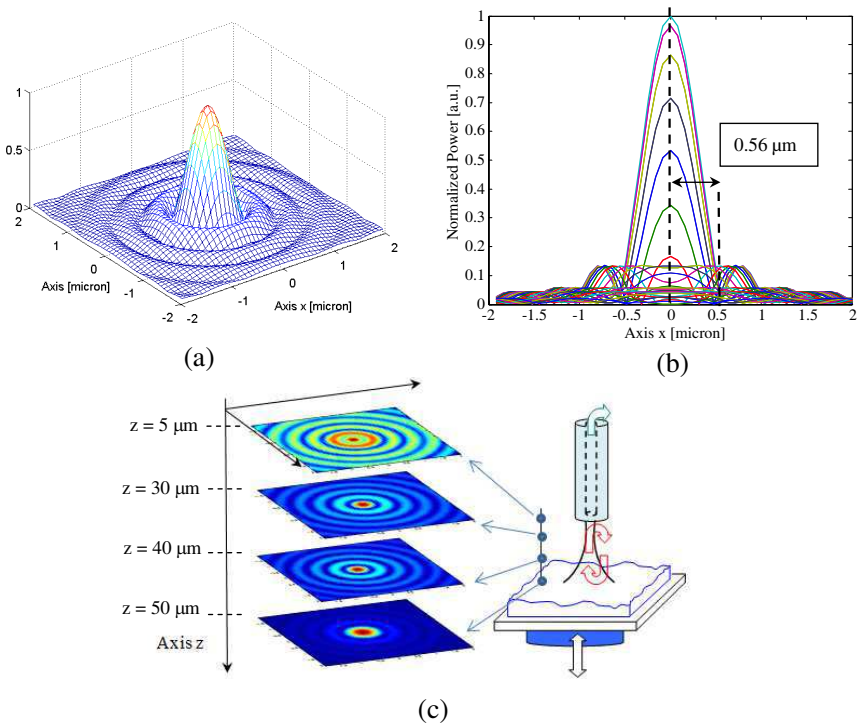 (a)
1
0.5
0
2
1
0
-1
-2
Axis [micron]
-2
-1
0
1
2
Axis x [micron]
(a)
Normalized Power [a.u.]
1
0.9
0.8
0.7
0.6
0.5
0.4
0.3
0.2
0.1
0
-2
-1.5
-1
-0.5
0
0.5
1
1.5
2
0.56 µm
Axis x [micron]
(b)
(b)
z = 5 µm
z = 30 µm
z = 40 µm
z = 50 µm
Axis z
(c)